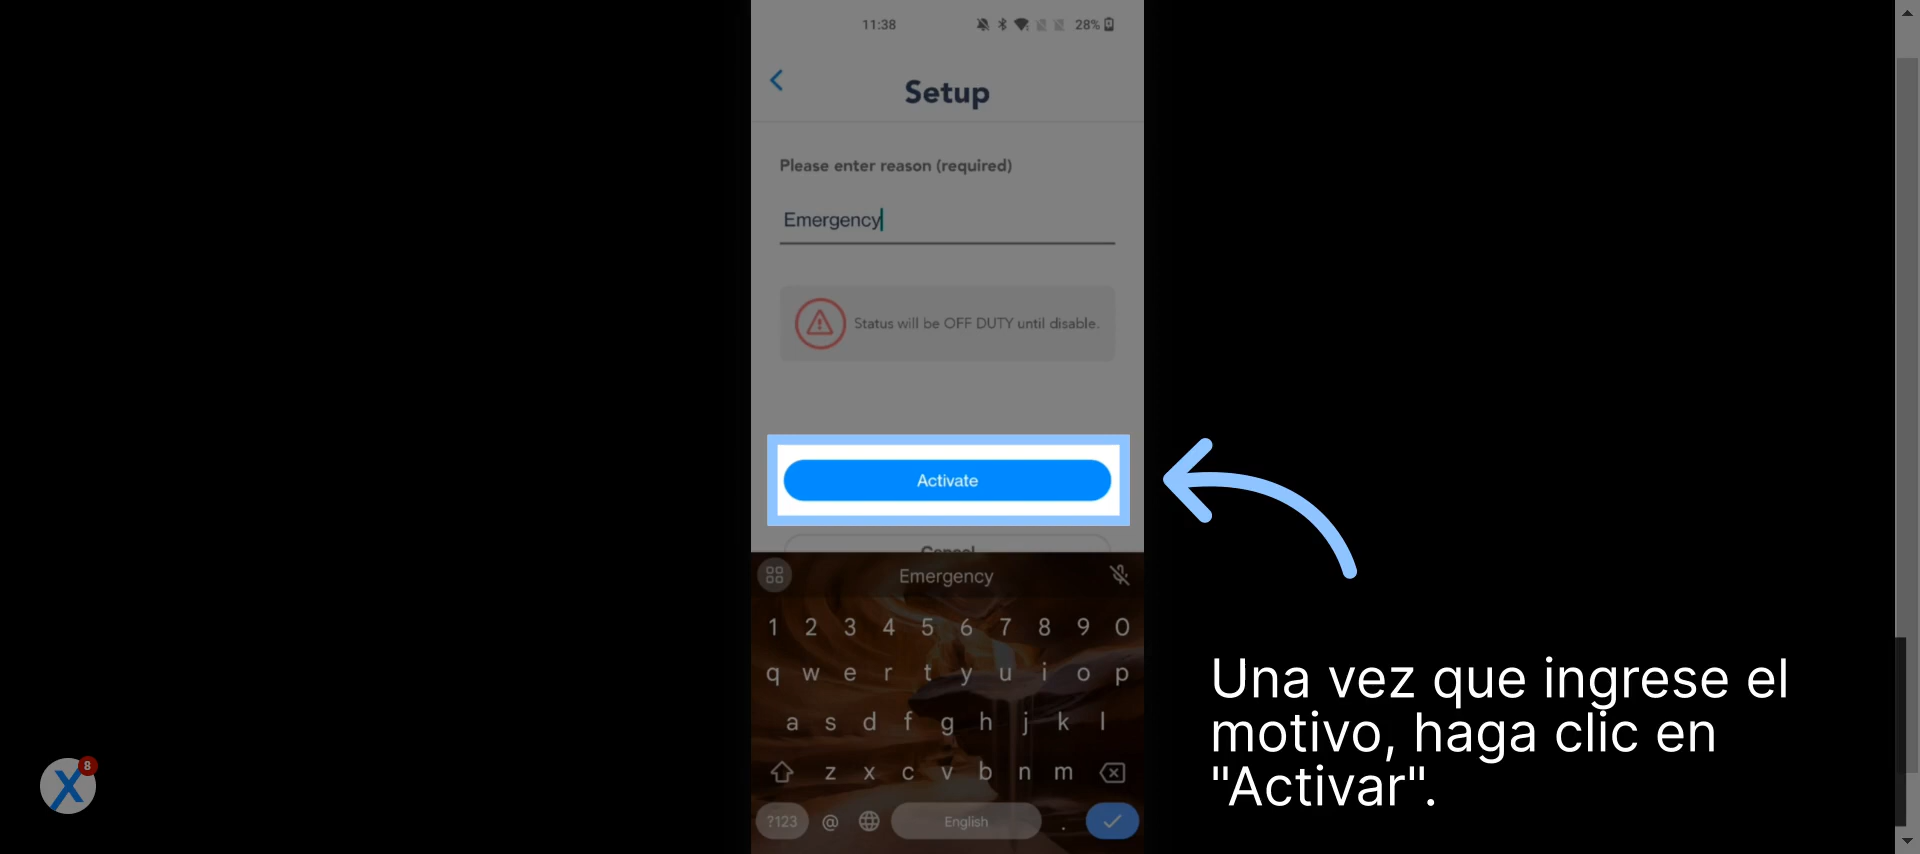 11:38
28%
Setup
Please enter reason (required)
Emergency
Status will be OFF DUTY until disable.
Activate
Cancel
Emergency
1 2 3 4 5 6 7 8 9 0
q w e r t y u i o p
a s d f g h j k l
z x c v b n m
?123 @ English .
Una vez que ingrese el
motivo, haga clic en
"Activar".
X
8